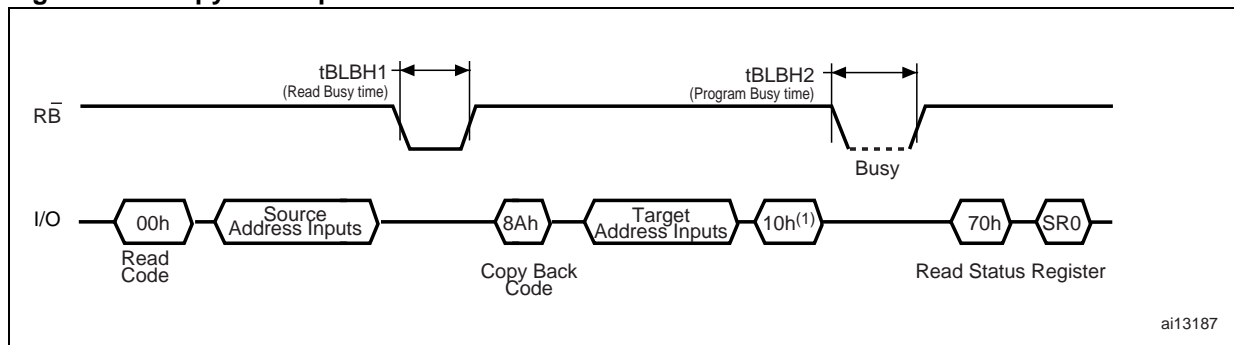 tBLBH1
(Read Busy time)
tBLBH2
(Program Busy time)
RB̅
Busy
I/O
00h
Source
Address Inputs
8Ah
Target
Address Inputs
10h(1)
70h
SR0
Read
Code
Copy Back
Code
Read Status Register
ai13187